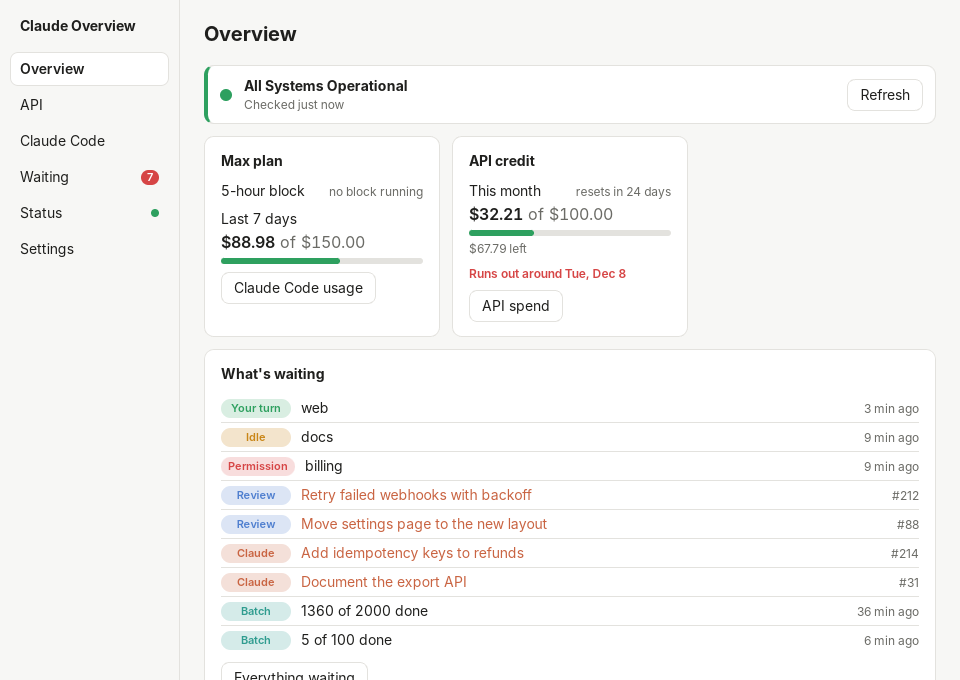 Claude Overview
Overview
API
Claude Code
Waiting 7
Status
Settings
Overview
All Systems Operational
Checked just now
Refresh
Max plan
5-hour block no block running
Last 7 days
$88.98 of $150.00
Claude Code usage
API credit
This month resets in 24 days
$32.21 of $100.00
$67.79 left
Runs out around Tue, Dec 8
API spend
What's waiting
Your turn web 3 min ago
Idle docs 9 min ago
Permission billing 9 min ago
Review Retry failed webhooks with backoff #212
Review Move settings page to the new layout #88
Claude Add idempotency keys to refunds #214
Claude Document the export API #31
Batch 1360 of 2000 done 36 min ago
Batch 5 of 100 done 6 min ago
Everything waiting